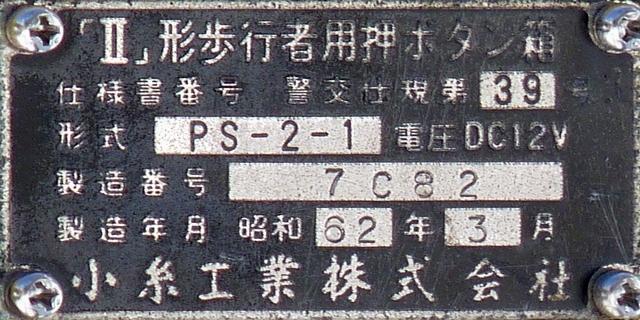 「Ⅱ」形歩行者用押ボタン箱
仕様書番号 警交仕規第 39 号
形式 PS-2-1 電圧DC12V
製造番号 7C82
製造年月 昭和 62 年 3 月
小糸工業株式会社